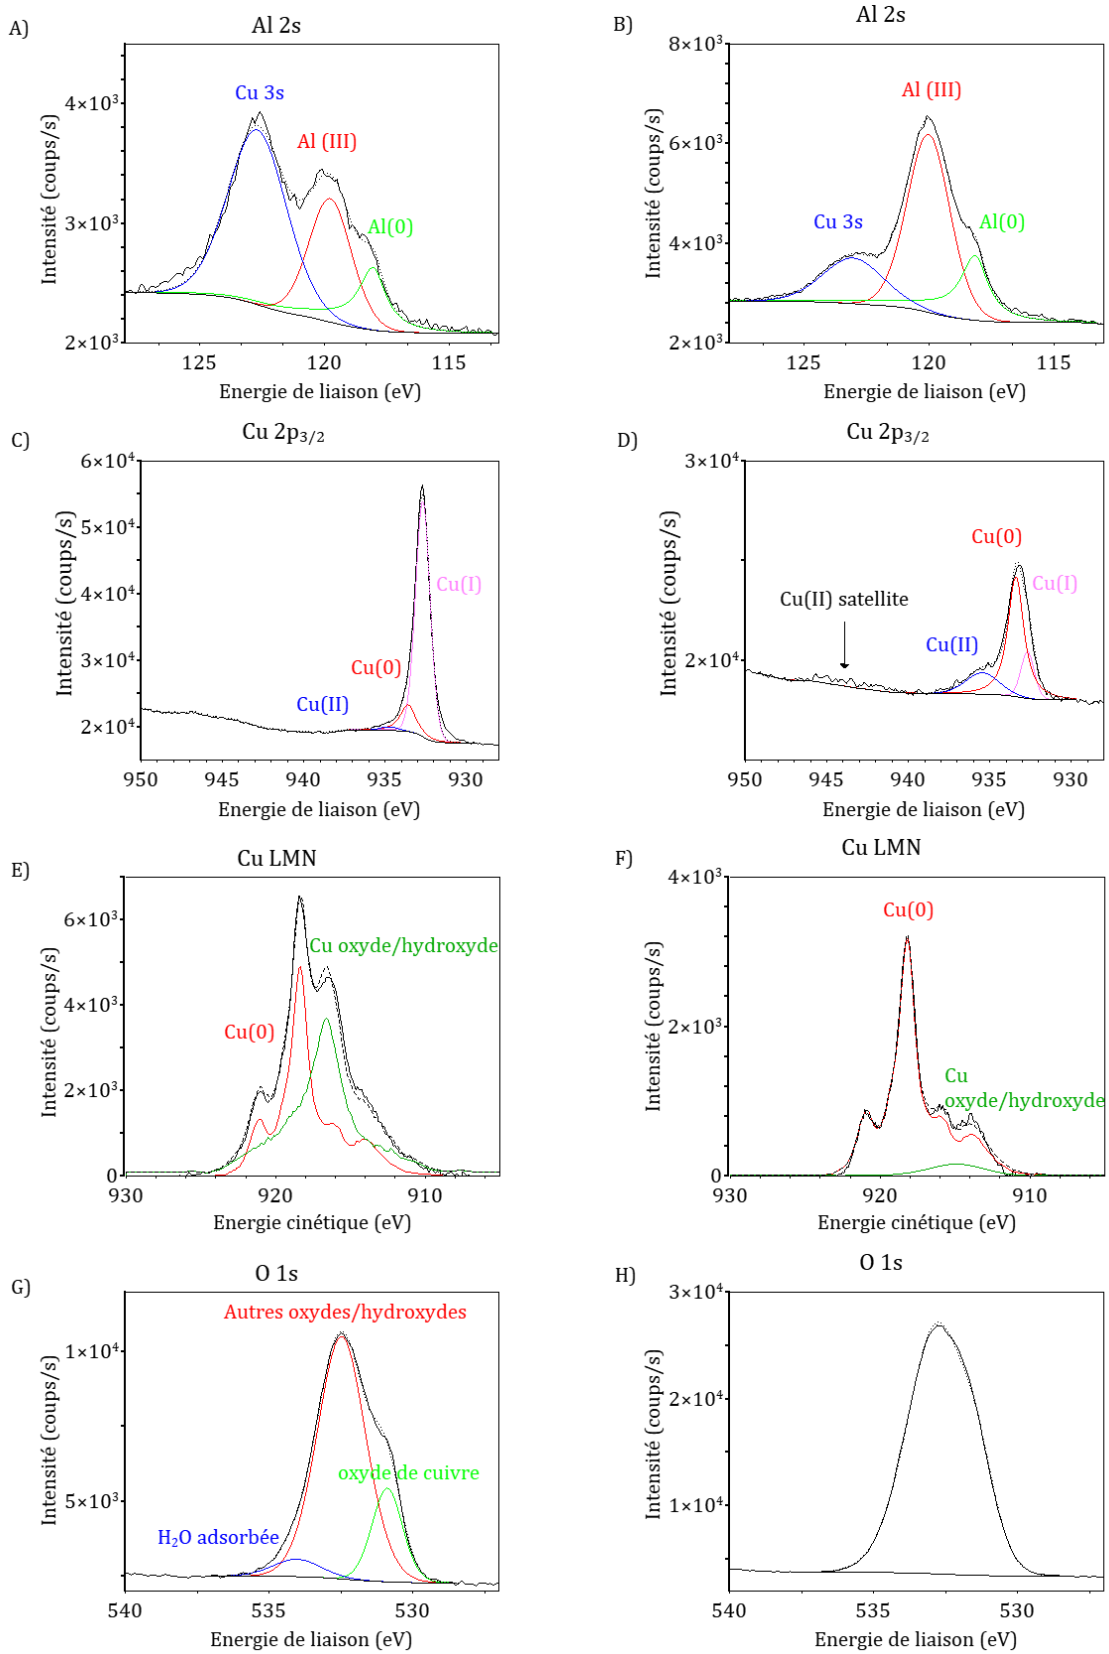 A)
Al 2s
Intensité (coups/s)
4×10³
3×10³
2×10³
Cu 3s
Al (III)
Al(0)
125
120
115
Energie de liaison (eV)
B)
Al 2s
Intensité (coups/s)
8×10³
6×10³
4×10³
2×10³
Al (III)
Cu 3s
Al(0)
125
120
115
Energie de liaison (eV)
C)
Cu 2p₃/₂
Intensité (coups/s)
6×10⁴
5×10⁴
4×10⁴
3×10⁴
2×10⁴
Cu(I)
Cu(0)
Cu(II)
950
945
940
935
930
Energie de liaison (eV)
D)
Cu 2p₃/₂
Intensité (coups/s)
3×10⁴
2×10⁴
Cu(0)
Cu(I)
Cu(II) satellite
Cu(II)
950
945
940
935
930
Energie de liaison (eV)
E)
Cu LMN
Intensité (coups/s)
6×10³
4×10³
2×10³
0
Cu oxyde/hydroxyde
Cu(0)
930
920
910
Energie cinétique (eV)
F)
Cu LMN
Intensité (coups/s)
4×10³
2×10³
0
Cu(0)
Cu
oxyde/hydroxyde
930
920
910
Energie cinétique (eV)
G)
O 1s
Intensité (coups/s)
1×10⁴
5×10³
Autres oxydes/hydroxydes
oxyde de cuivre
H₂O adsorbée
540
535
530
Energie de liaison (eV)
H)
O 1s
Intensité (coups/s)
3×10⁴
2×10⁴
1×10⁴
540
535
530
Energie de liaison (eV)